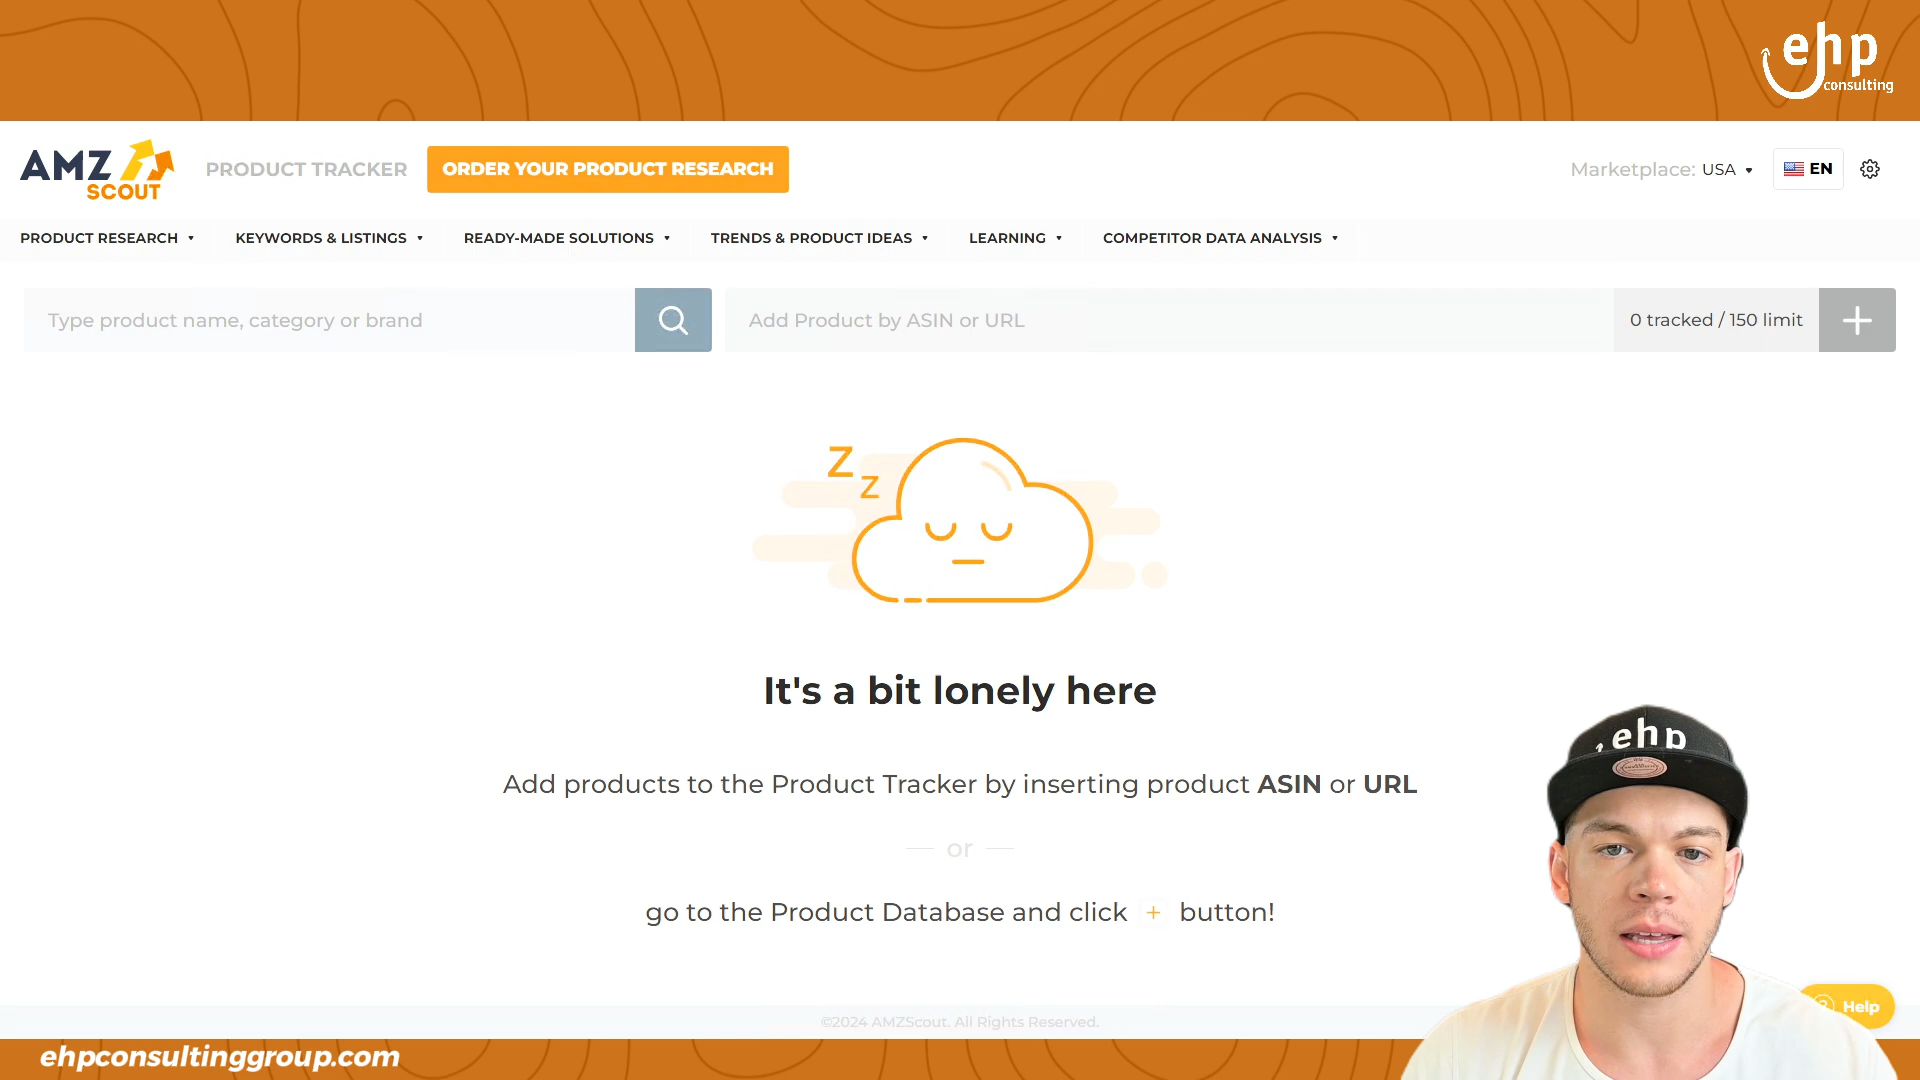 ehp
consulting
AMZ
SCOUT
PRODUCT TRACKER
ORDER YOUR PRODUCT RESEARCH
Marketplace: USA
EN
PRODUCT RESEARCH
KEYWORDS & LISTINGS
READY-MADE SOLUTIONS
TRENDS & PRODUCT IDEAS
LEARNING
COMPETITOR DATA ANALYSIS
Type product name, category or brand
Add Product by ASIN or URL
0 tracked / 150 limit
Z
Z
It's a bit lonely here
Add products to the Product Tracker by inserting product ASIN or URL
or
go to the Product Database and click + button!
ehp
Help
©2024 AMZScout. All Rights Reserved.
ehpconsultinggroup.com